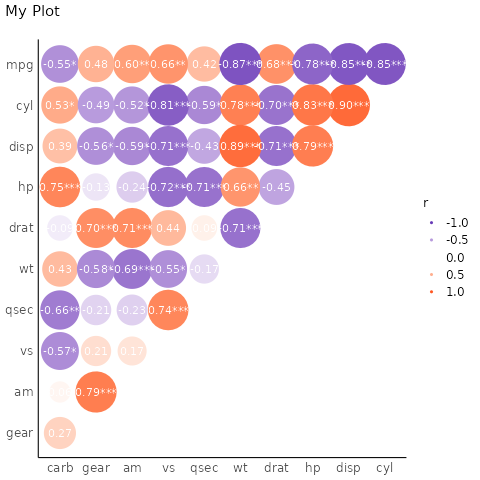 My Plot
mpg -0.55* 0.48 0.60** 0.66** 0.42 -0.87*** 0.68*** -0.78*** -0.85*** -0.85***
cyl 0.53* -0.49 -0.52* -0.81*** -0.59* 0.78*** -0.70*** 0.83*** 0.90***
disp 0.39 -0.56* -0.59* -0.71*** -0.43 0.89*** -0.71*** 0.79***
hp 0.75*** -0.13 -0.24 -0.72*** -0.71*** 0.66** -0.45
drat 0.70*** 0.71*** 0.44 -0.71***
wt 0.43 -0.58* -0.69*** -0.55* -0.17
qsec -0.66** -0.21 -0.23 0.74***
vs -0.57* 0.21 0.17
am 0.79***
gear 0.27
carb gear am vs qsec wt drat hp disp cyl
r
-1.0
-0.5
0.0
0.5
1.0